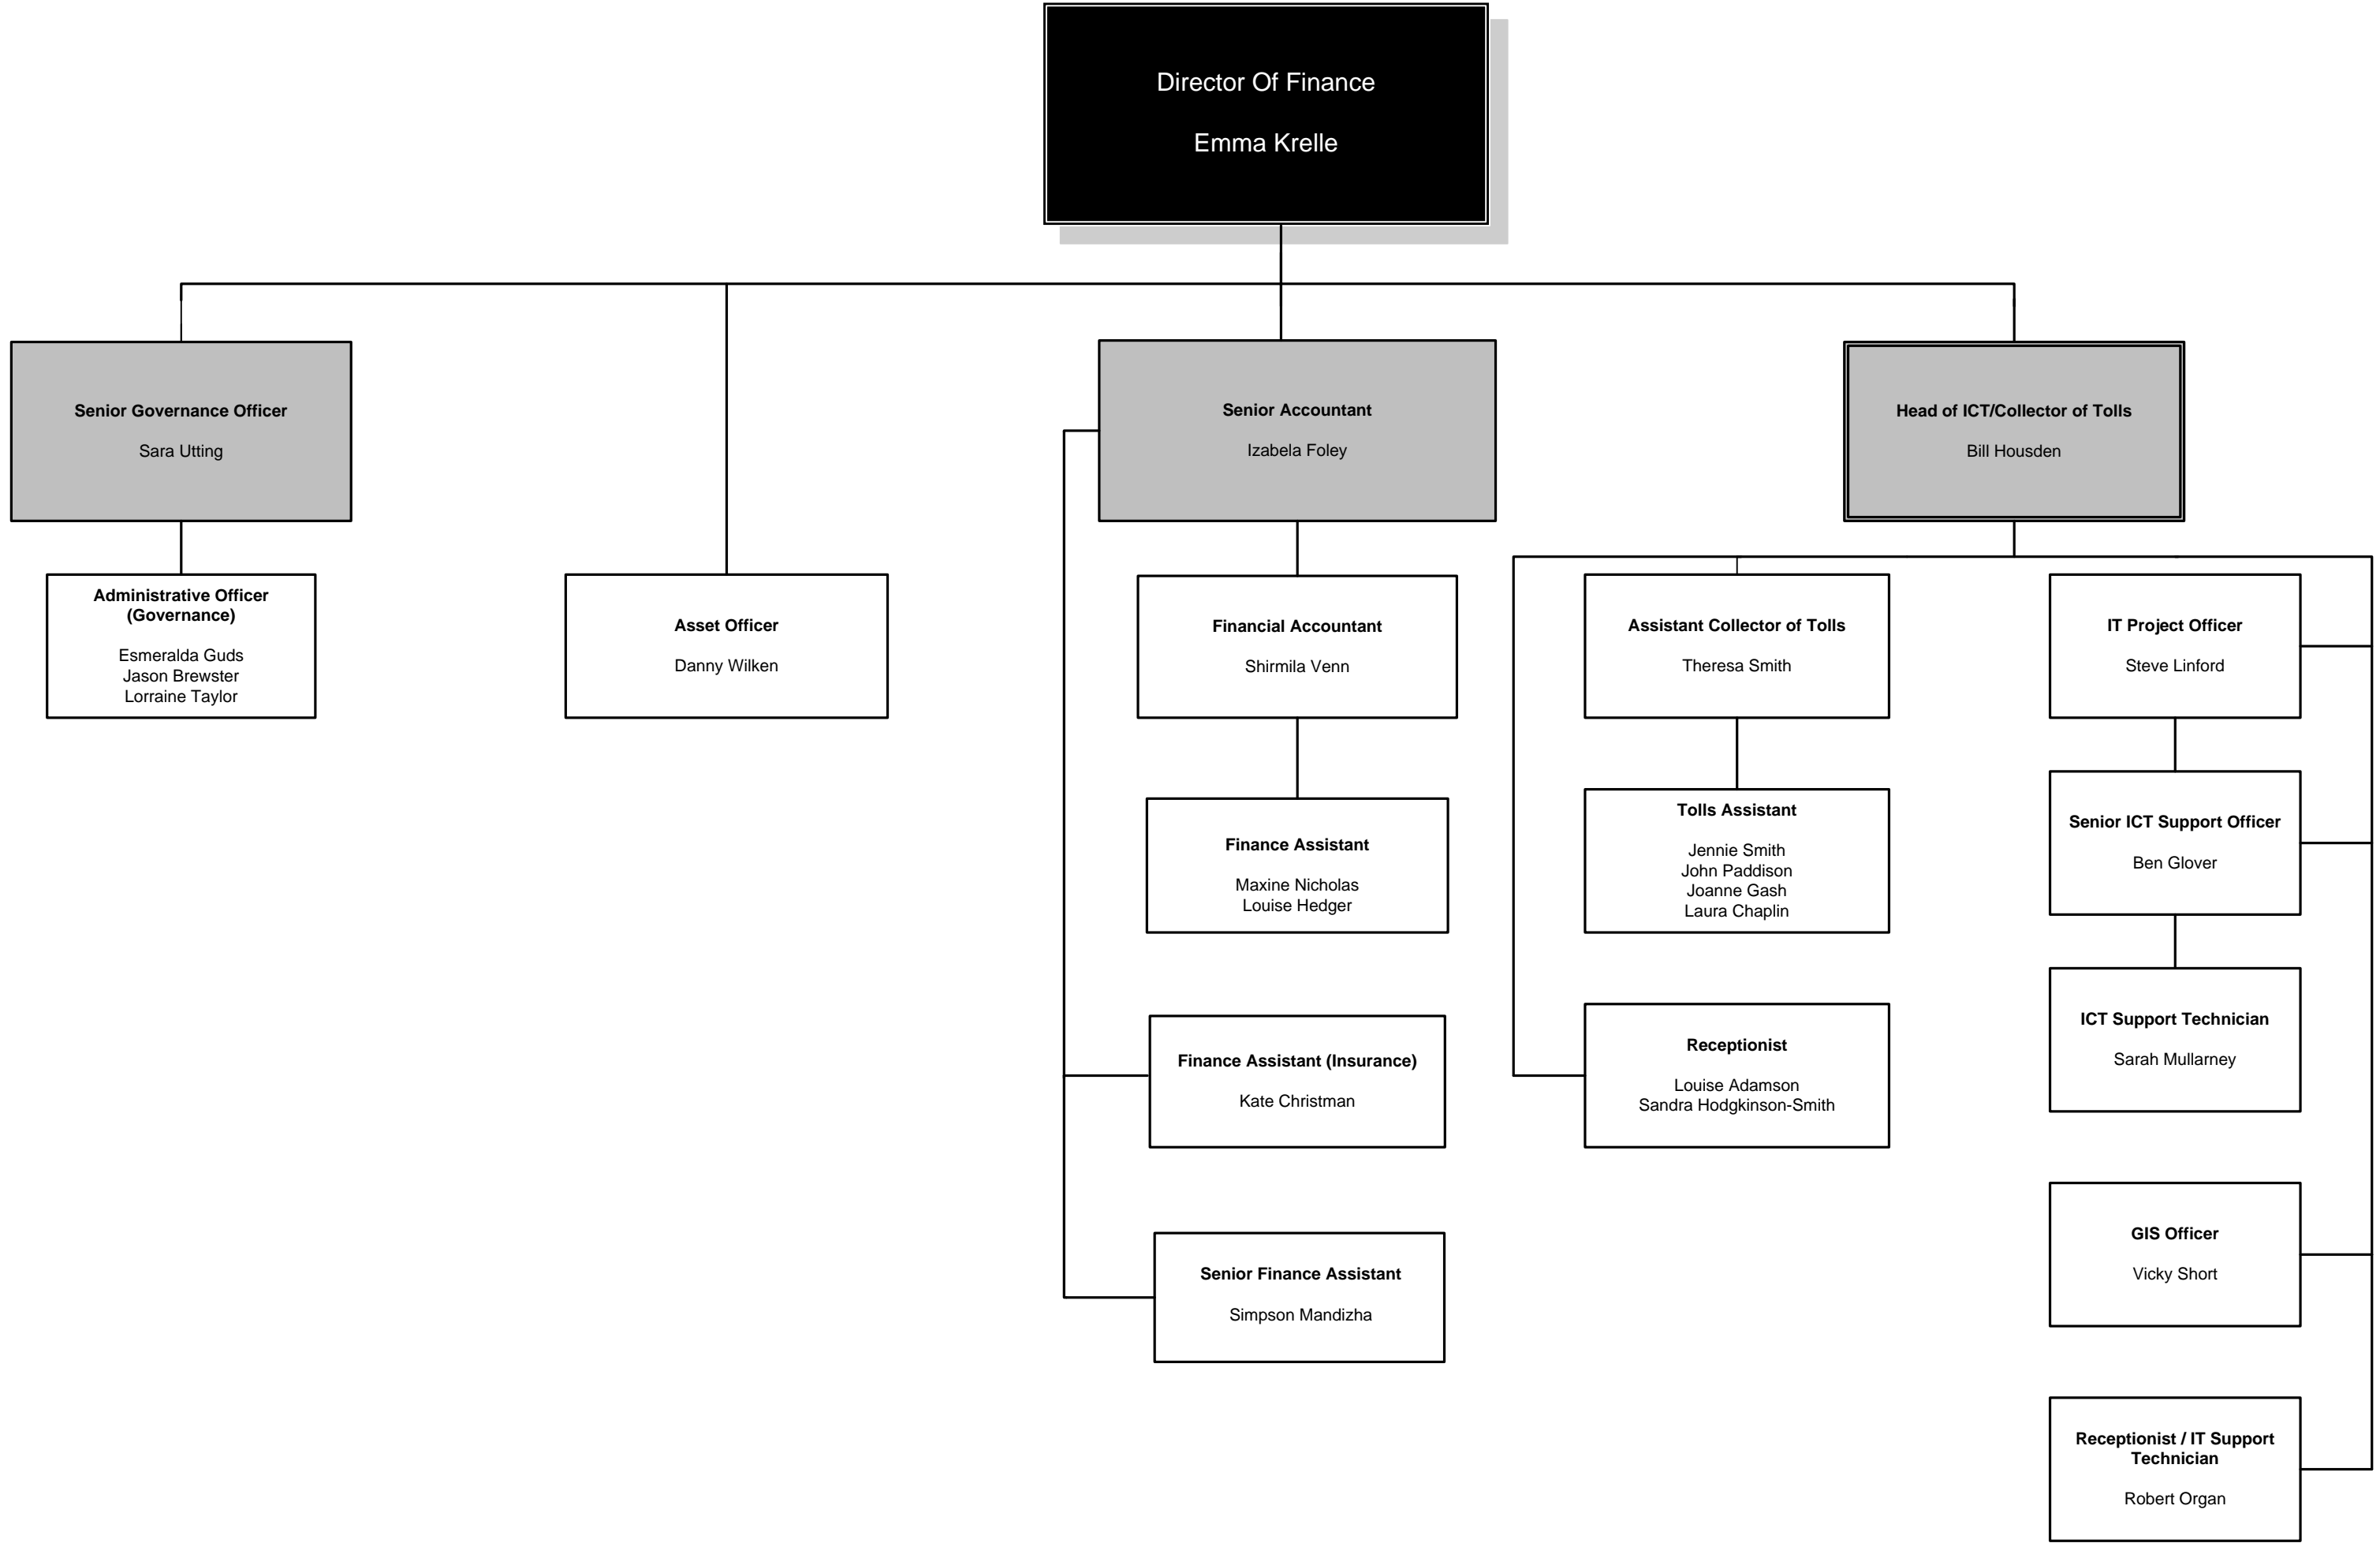 Director Of Finance
Emma Krelle
Senior Governance Officer
Sara Utting
Senior Accountant
Izabela Foley
Head of ICT/Collector of Tolls
Bill Housden
Administrative Officer
(Governance)
Esmeralda Guds
Jason Brewster
Lorraine Taylor
Asset Officer
Danny Wilken
Financial Accountant
Shirmila Venn
Assistant Collector of Tolls
Theresa Smith
IT Project Officer
Steve Linford
Finance Assistant
Maxine Nicholas
Louise Hedger
Tolls Assistant
Jennie Smith
John Paddison
Joanne Gash
Laura Chaplin
Senior ICT Support Officer
Ben Glover
Finance Assistant (Insurance)
Kate Christman
Receptionist
Louise Adamson
Sandra Hodgkinson-Smith
ICT Support Technician
Sarah Mullarney
Senior Finance Assistant
Simpson Mandizha
GIS Officer
Vicky Short
Receptionist / IT Support
Technician
Robert Organ